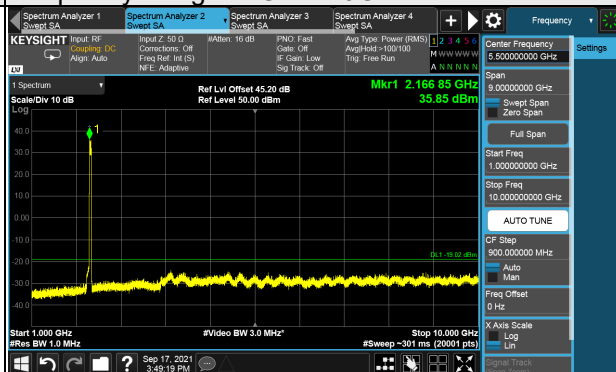 Spectrum Analyzer 1
Swept SA
Spectrum Analyzer 2
Swept SA
Spectrum Analyzer 3
Swept SA
Spectrum Analyzer 4
Swept SA
Frequency
KEYSIGHT
Input: RF
Coupling: DC
Align: Auto
Input Z: 50 Ω
Corrections: Off
Freq Ref: Int (S)
NFE: Adaptive
#Atten: 16 dB
PNO: Fast
Gate: Off
IF Gain: Low
Sig Track: Off
Avg Type: Power (RMS)
Avg|Hold:>100/100
Trig: Free Run
1 2 3 4 5 6
M W W W W W
A N N N N N
LXI
1 Spectrum
Scale/Div 10 dB
Log
Ref Lvl Offset 45.20 dB
Ref Level 50.00 dBm
Mkr1 2.166 85 GHz
35.85 dBm
40.0
30.0
20.0
10.0
0.00
-10.0
-20.0
-30.0
-40.0
1
DL1 -19.02 dBm
Start 1.000 GHz
#Res BW 1.0 MHz
#Video BW 3.0 MHz*
Stop 10.000 GHz
#Sweep ~301 ms (20001 pts)
Sep 17, 2021
3:49:19 PM
Center Frequency
5.500000000 GHz
Settings
Span
9.00000000 GHz
Swept Span
Zero Span
Full Span
Start Freq
1.000000000 GHz
Stop Freq
10.000000000 GHz
AUTO TUNE
CF Step
900.000000 MHz
Auto
Man
Freq Offset
0 Hz
X Axis Scale
Log
Lin
Signal Track